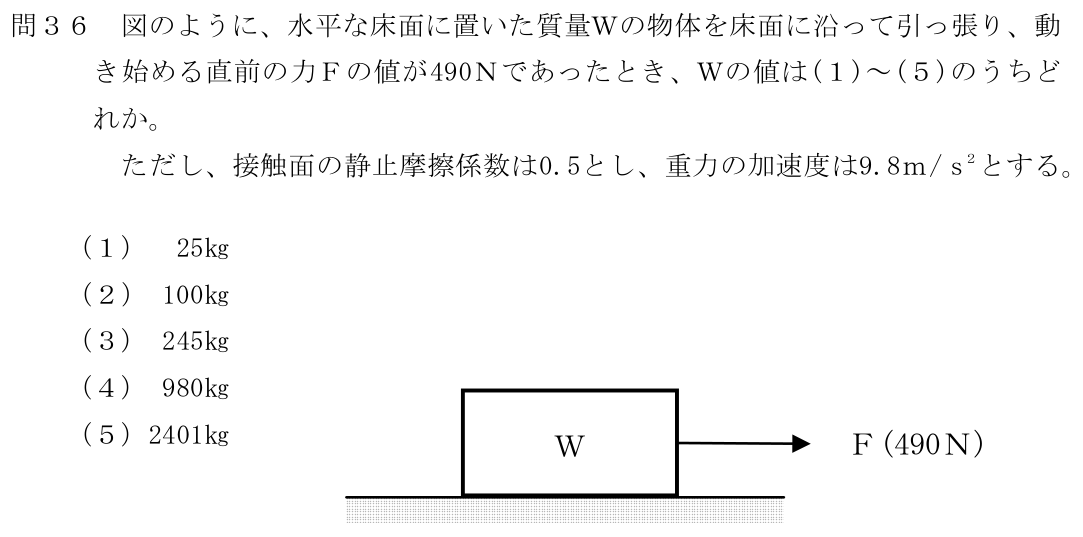 問３６　図のように、水平な床面に置いた質量Wの物体を床面に沿って引っ張り、動
き始める直前の力Ｆの値が490Ｎであったとき、Wの値は(１)～(５)のうちど
れか。
ただし、接触面の静止摩擦係数は0.5とし、重力の加速度は9.8ｍ/ｓ²とする。
(１)　25kg
(２)　100kg
(３)　245kg
(４)　980kg
(５) 2401kg
W
Ｆ(490Ｎ)